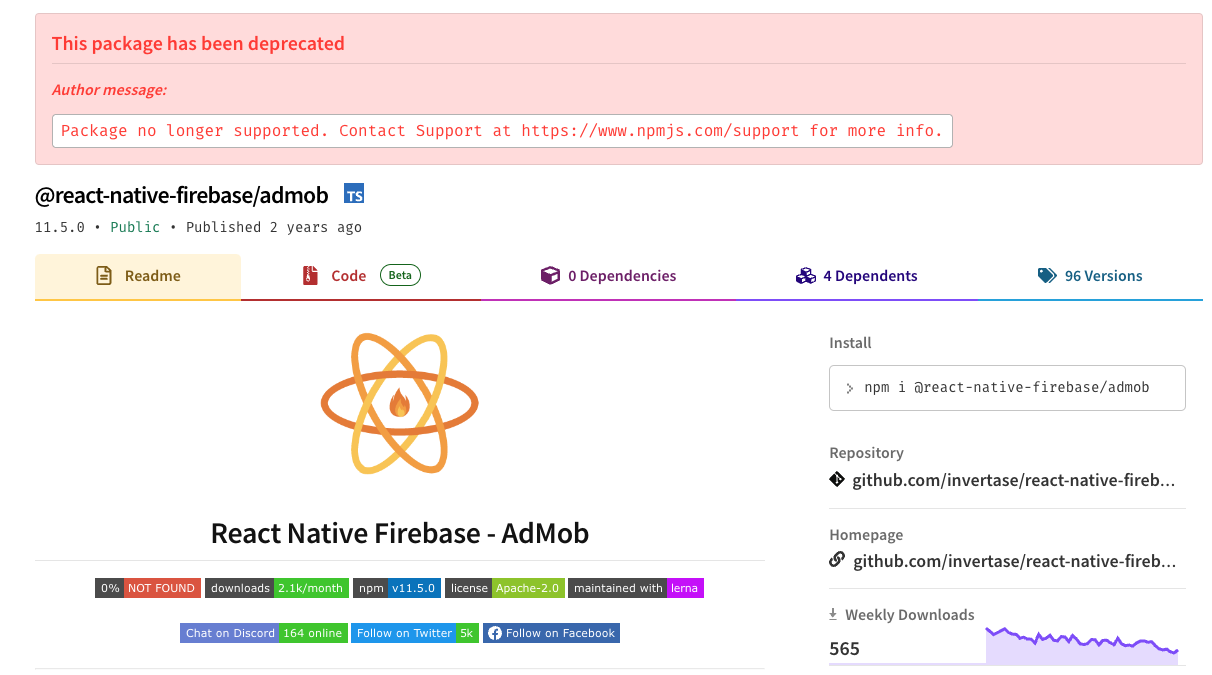 This package has been deprecated
Author message:
Package no longer supported. Contact Support at https://www.npmjs.com/support for more info.
@react-native-firebase/admob TS
11.5.0 • Public • Published 2 years ago
Readme Code Beta 0 Dependencies 4 Dependents 96 Versions
React Native Firebase - AdMob
0% NOT FOUND downloads 2.1k/month npm v11.5.0 license Apache-2.0 maintained with lerna
Chat on Discord 164 online Follow on Twitter 5k Follow on Facebook
Install
npm i @react-native-firebase/admob
Repository
github.com/invertase/react-native-fireb...
Homepage
github.com/invertase/react-native-fireb...
Weekly Downloads
565